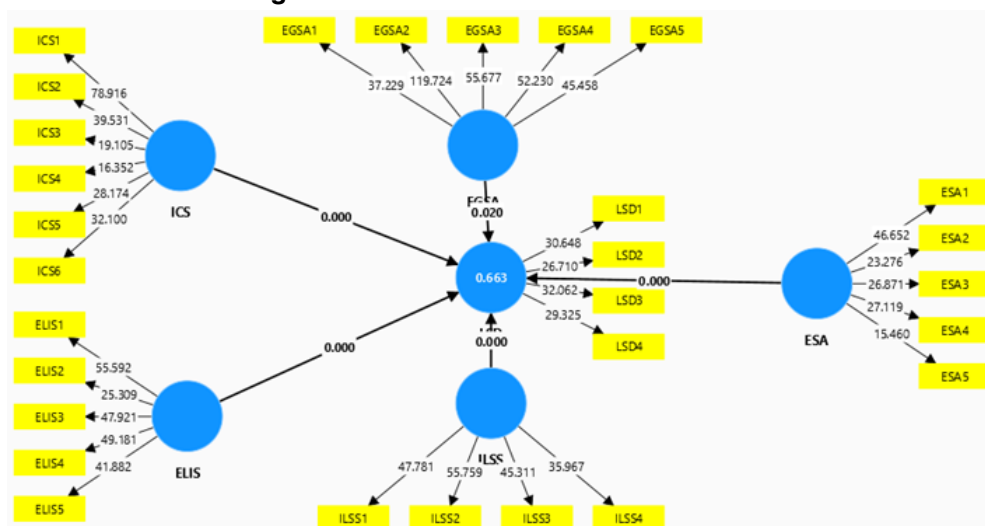 ICS1
ICS2
ICS3
ICS4
ICS5
ICS6
78.916
39.531
19.105
16.352
28.174
32.100
ICS
EGSA1
EGSA2
EGSA3
EGSA4
EGSA5
37.229
119.724
55.677
52.230
45.458
EGSA
0.020
0.000
0.663
LSD1
LSD2
LSD3
LSD4
30.648
26.710
32.062
29.325
0.000
ESA
46.652
23.276
26.871
27.119
15.460
ESA1
ESA2
ESA3
ESA4
ESA5
ELIS1
ELIS2
ELIS3
ELIS4
ELIS5
55.592
25.309
47.921
49.181
41.882
ELIS
0.000
0.000
ILSS
47.781
55.759
45.311
35.967
ILSS1
ILSS2
ILSS3
ILSS4